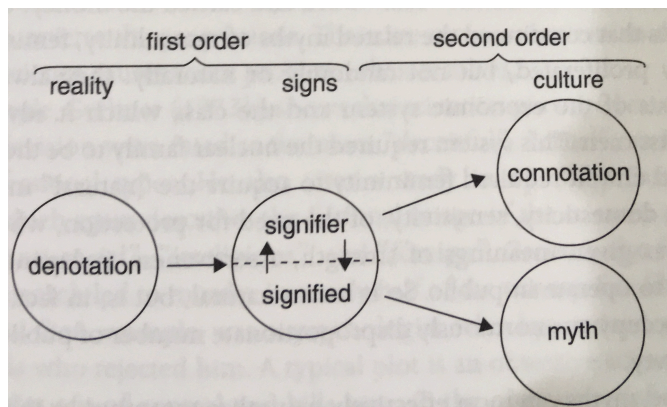 first order
second order
reality
signs
culture
denotation
signifier
signified
connotation
myth